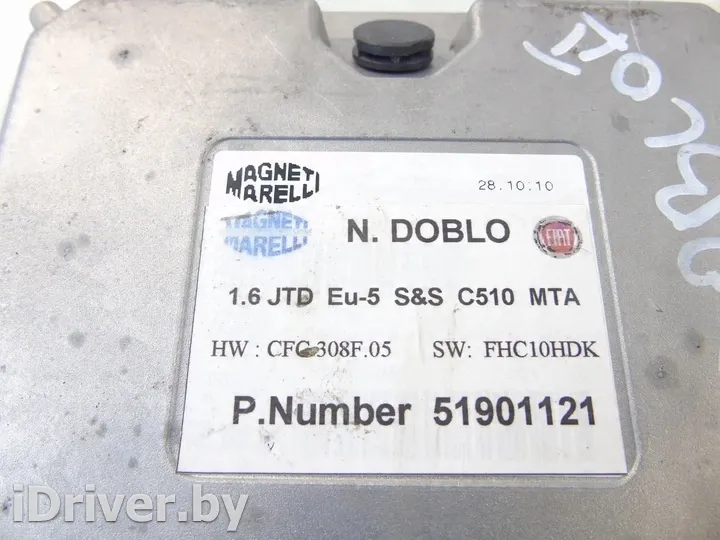 MAGNETI
MARELLI
28.10.10
MAGNETI
MARELLI
N. DOBLO
FIAT
1.6 JTD Eu-5 S&S C510 MTA
HW : CFC 308F.05 SW: FHC10HDK
P.Number 51901121
iDriver.by